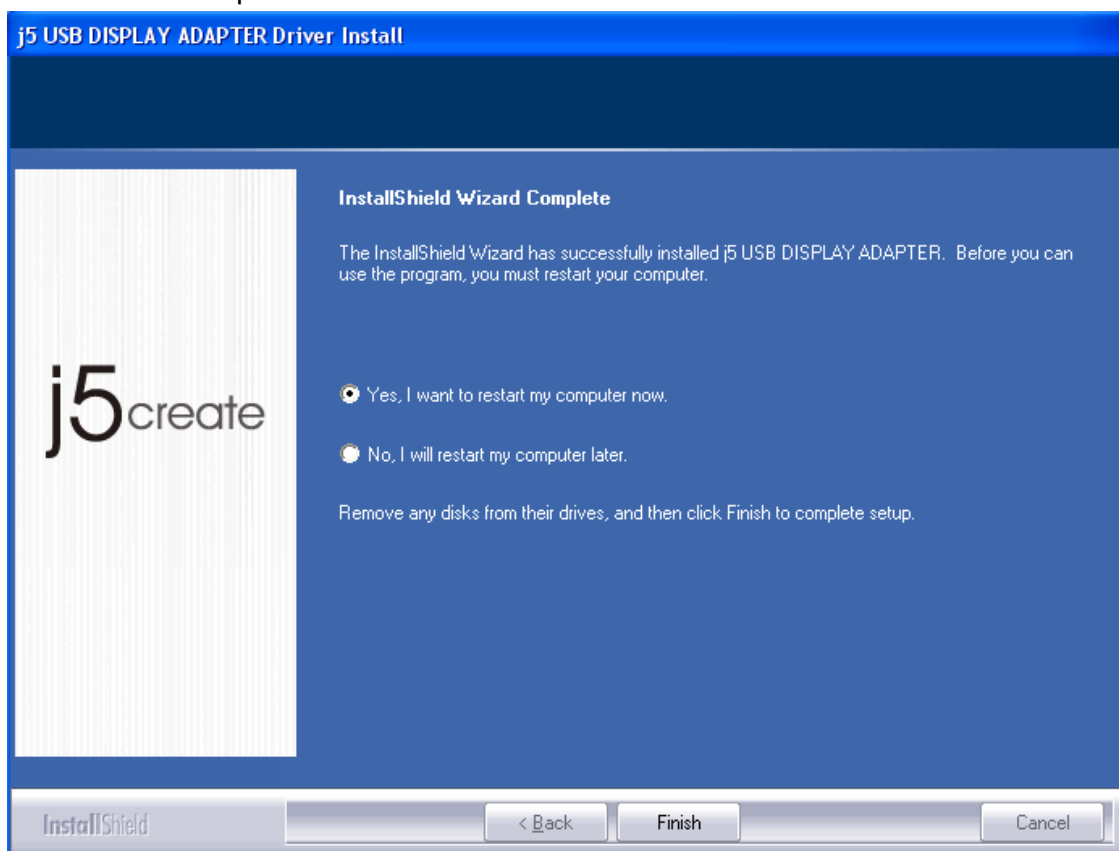 j5 USB DISPLAY ADAPTER Driver Install
InstallShield Wizard Complete
The InstallShield Wizard has successfully installed j5 USB DISPLAY ADAPTER.  Before you can
use the program, you must restart your computer.
j5create
Yes, I want to restart my computer now.
No, I will restart my computer later.
Remove any disks from their drives, and then click Finish to complete setup.
InstallShield
< Back
Finish
Cancel